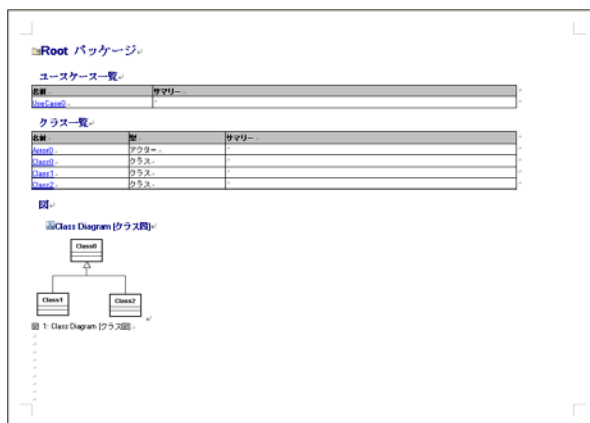 Root パッケージ
ユースケース一覧
名前 サマリー
UseCase0
クラス一覧
名前 型 サマリー
Actor0 アクター
Class0 クラス
Class1 クラス
Class2 クラス
図
Class Diagram [クラス図]
Class0
Class1 Class2
図 1: Class Diagram [クラス図]